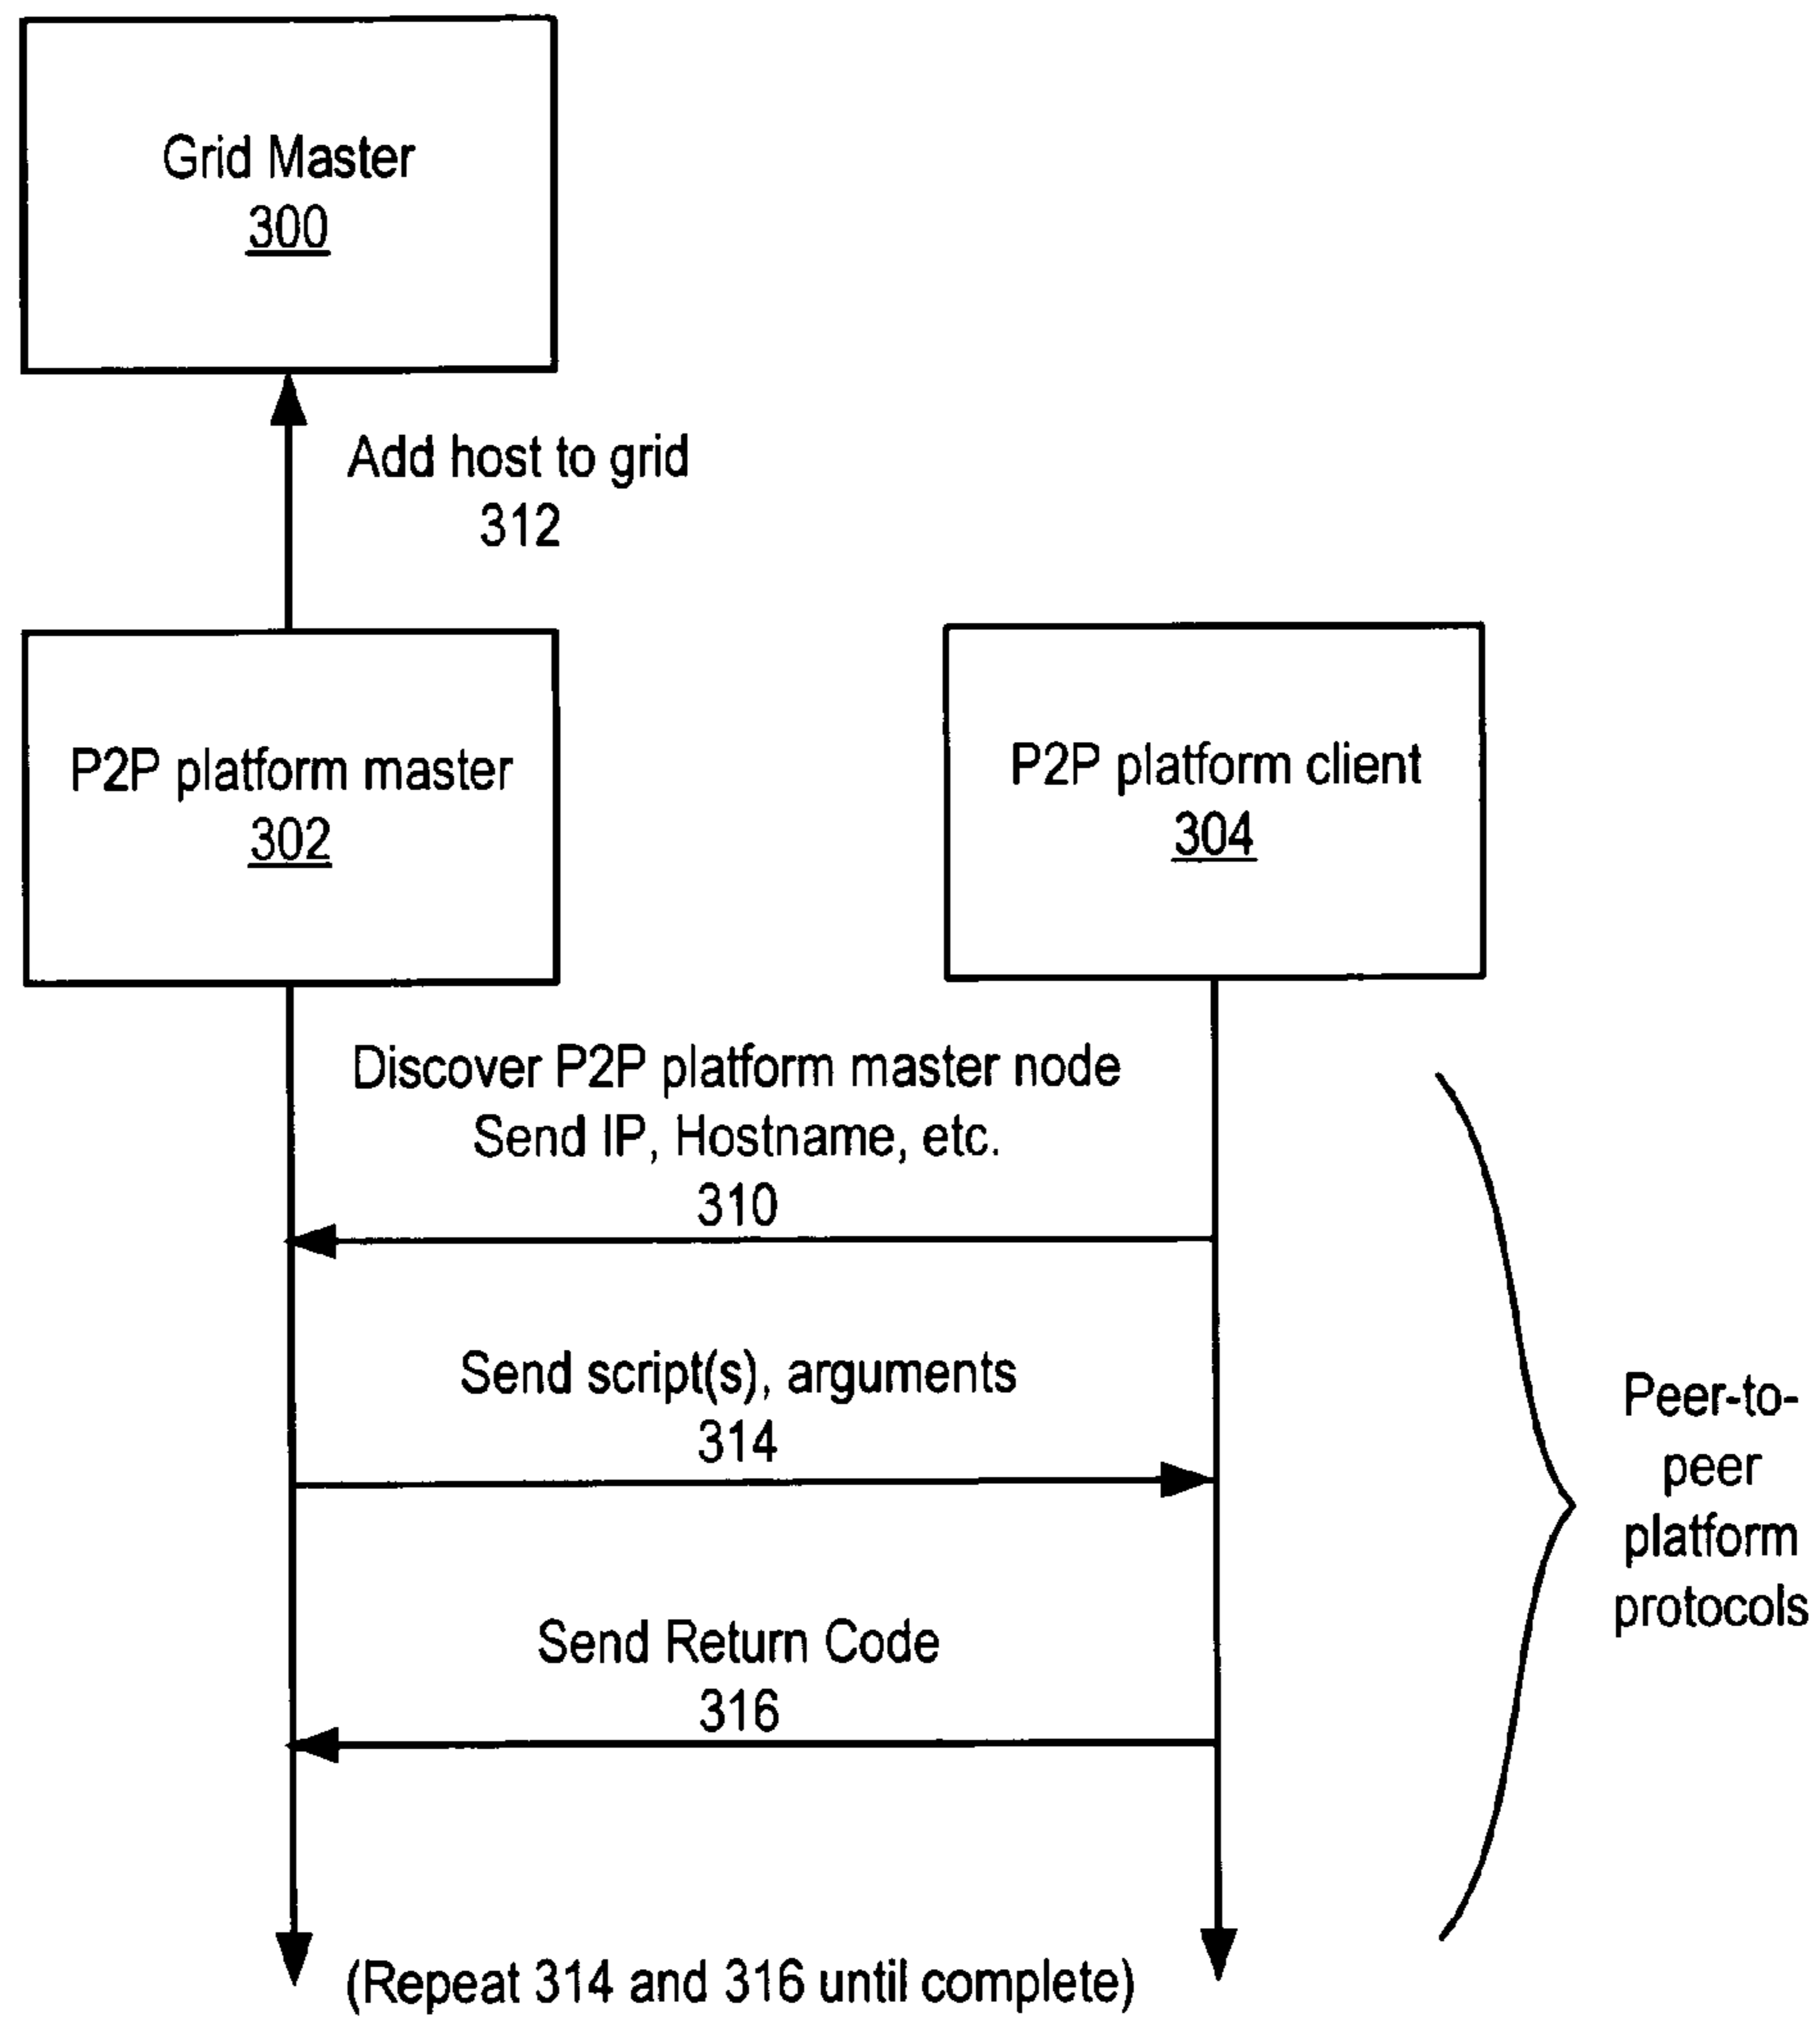 Grid Master
300
Add host to grid
312
P2P platform master
302
P2P platform client
304
Discover P2P platform master node
Send IP, Hostname, etc.
310
Send script(s), arguments
314
Send Return Code
316
(Repeat 314 and 316 until complete)
Peer-to-
peer
platform
protocols